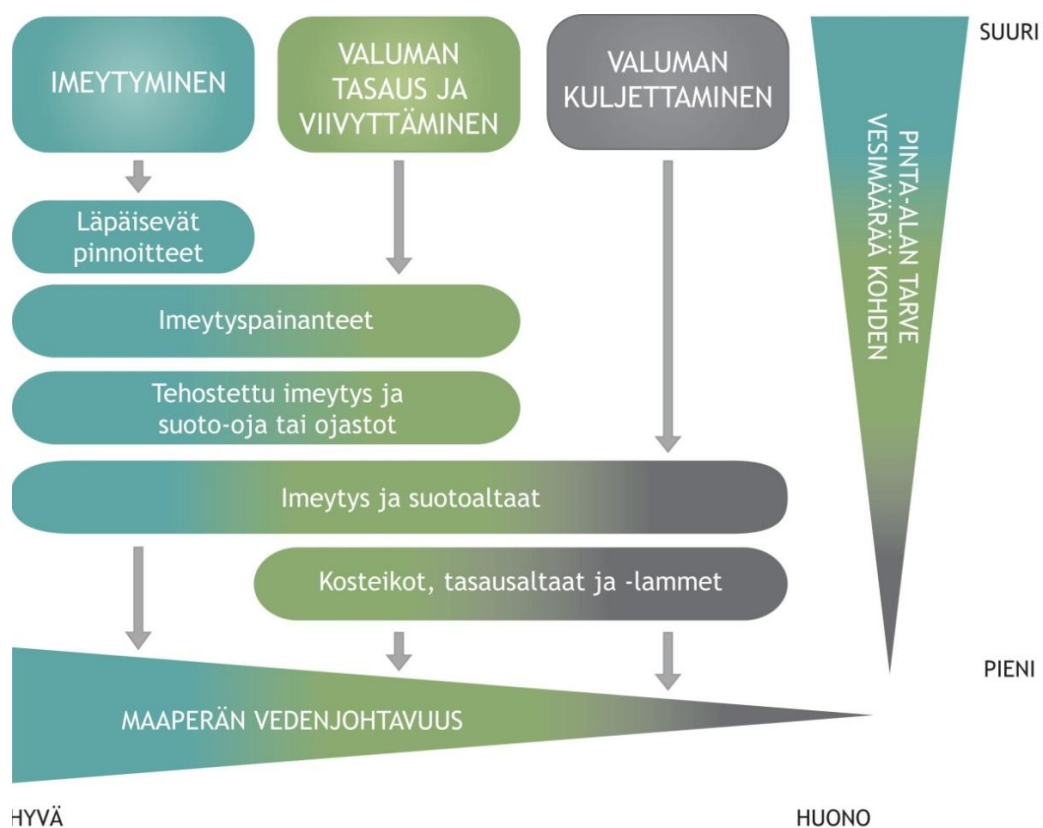 IMEYTYMINEN
VALUMAN
TASAUS JA
VIIVYTTÄMINEN
VALUMAN
KULJETTAMINEN
SUURI
PINTA-ALAN TARVE
VESIMÄÄRÄÄ KOHDEN
Läpäisevät
pinnoitteet
Imeytyspainanteet
Tehostettu imeytys ja
suoto-oja tai ojastot
Imeytys ja suotoaltaat
Kosteikot, tasausaltaat ja -lammet
PIENI
MAAPERÄN VEDENJOHTAVUUS
HYVÄ
HUONO